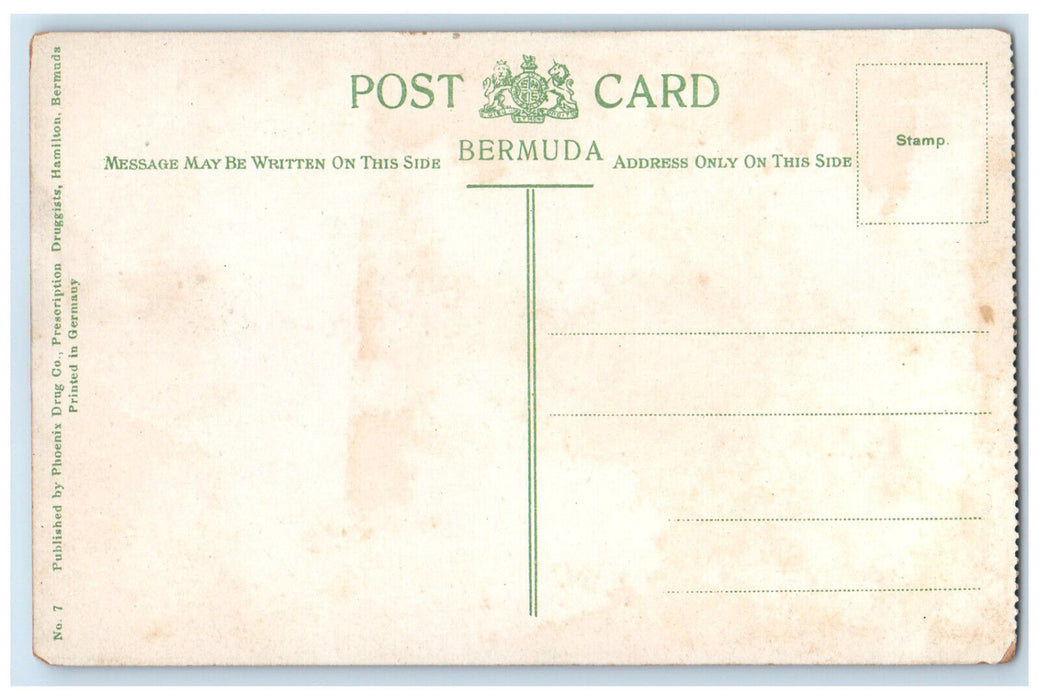 POST CARD
BERMUDA
MESSAGE MAY BE WRITTEN ON THIS SIDE
ADDRESS ONLY ON THIS SIDE
Stamp.
No. 7 Published by Phoenix Drug Co., Prescription Druggists, Hamilton, Bermuda
Printed in Germany